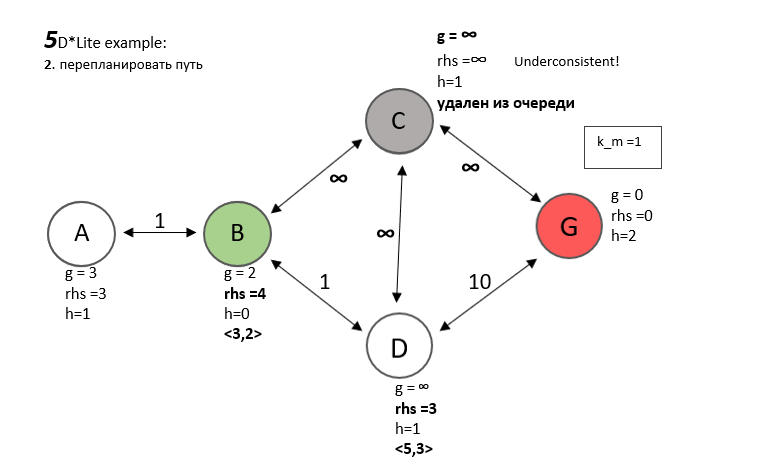 5D*Lite example:
2. перепланировать путь
g = ∞
rhs =∞ Underconsistent!
h=1
удален из очереди
C
k_m =1
∞
∞
g = 0
rhs =0
h=2
G
A
1
B
∞
g = 3
rhs =3
h=1
g = 2
rhs =4
h=0
<3,2>
1
10
D
g = ∞
rhs =3
h=1
<5,3>